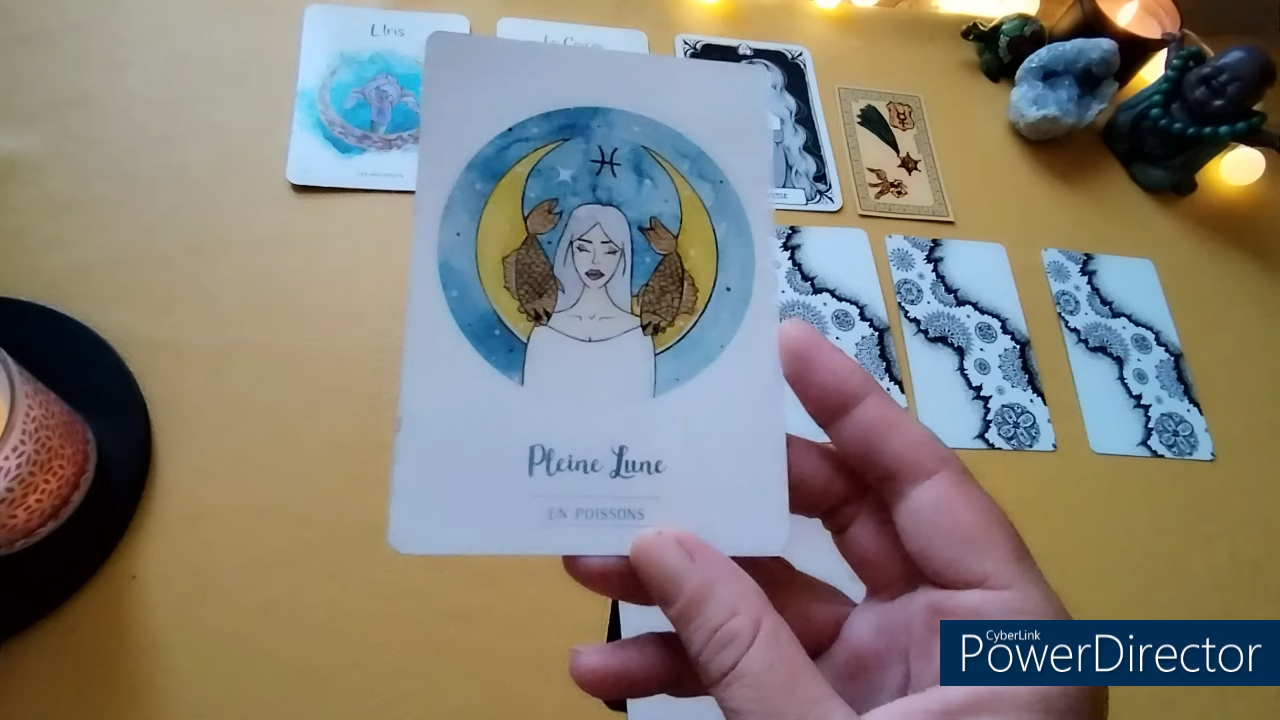 L'Iris
Pleine Lune
EN POISSONS
CyberLink
PowerDirector